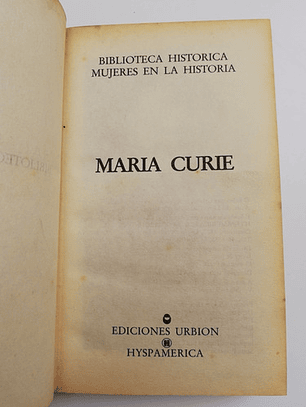 BIBLIOTECA HISTORICA
MUJERES EN LA HISTORIA
MARIA CURIE
EDICIONES URBION
HYSPAMERICA